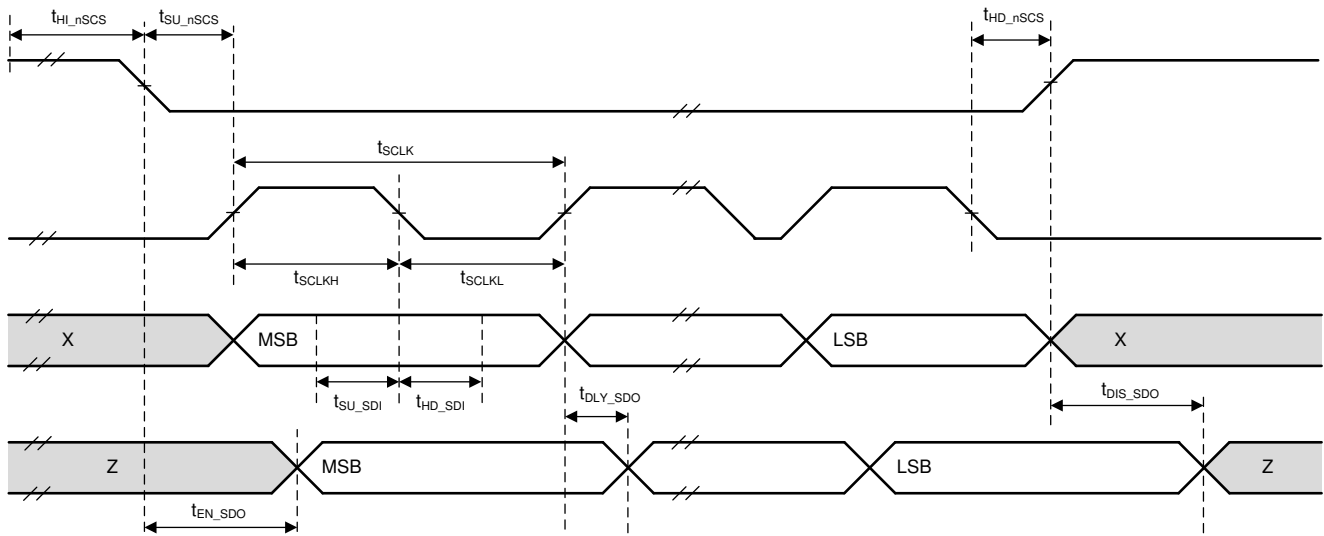 tHI_nSCS tSU_nSCS tHD_nSCS
tSCLK
tSCLKH tSCLKL
X MSB LSB X
tSU_SDI tHD_SDI tDLY_SDO tDIS_SDO
Z MSB LSB Z
tEN_SDO